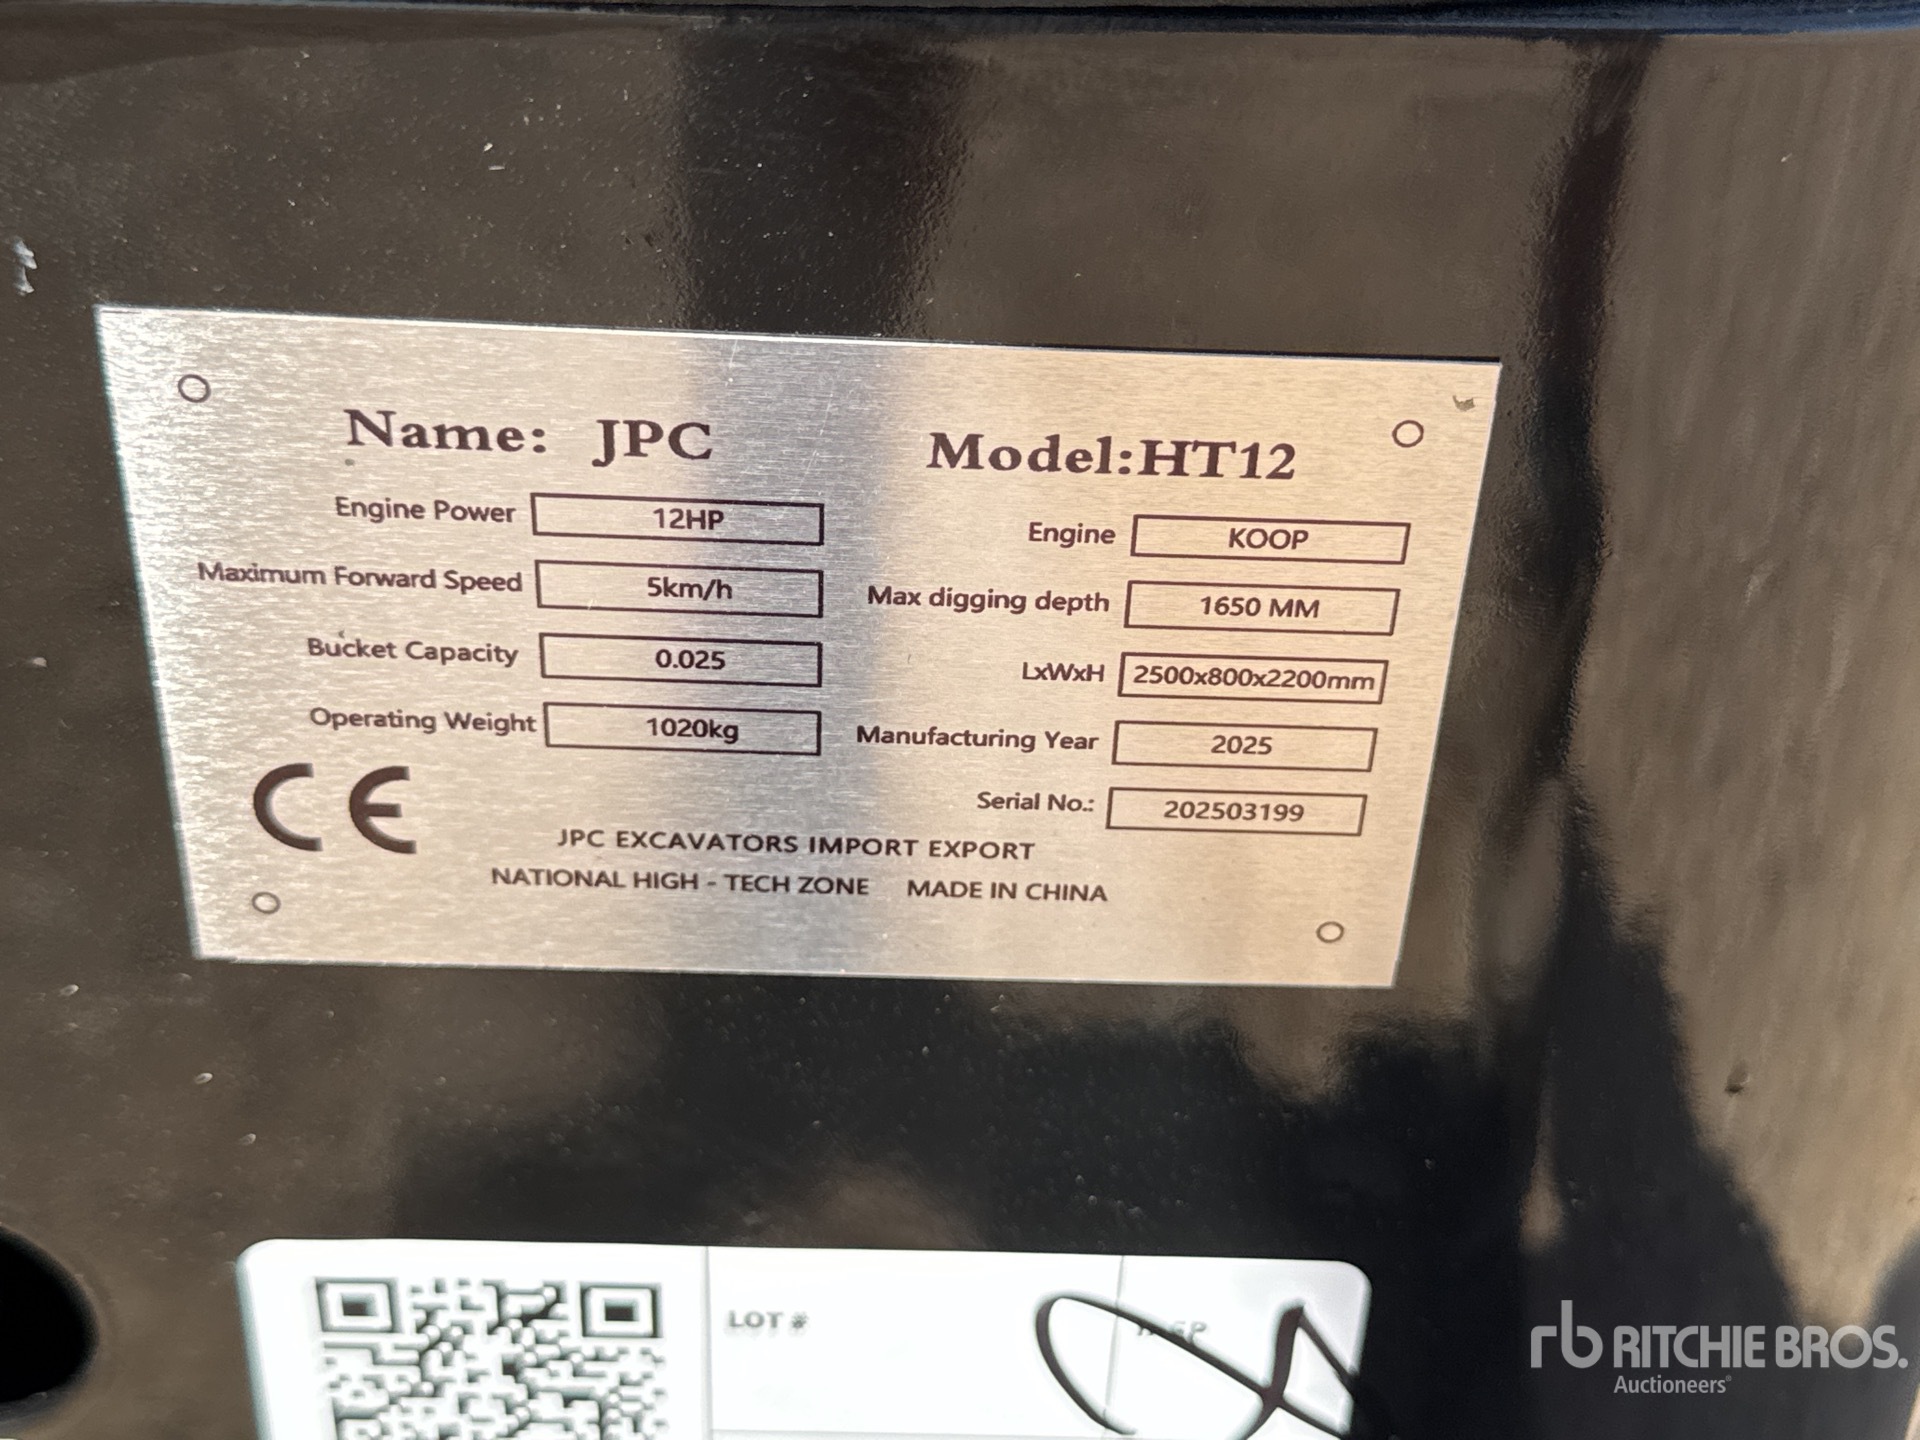 Name: JPC Model:HT12
Engine Power 12HP Engine KOOP
Maximum Forward Speed 5km/h Max digging depth 1650 MM
Bucket Capacity 0.025 LxWxH 2500x800x2200mm
Operating Weight 1020kg Manufacturing Year 2025
CE Serial No.: 202503199
JPC EXCAVATORS IMPORT EXPORT
NATIONAL HIGH - TECH ZONE MADE IN CHINA
LOT #
rb RITCHIE BROS.
Auctioneers®